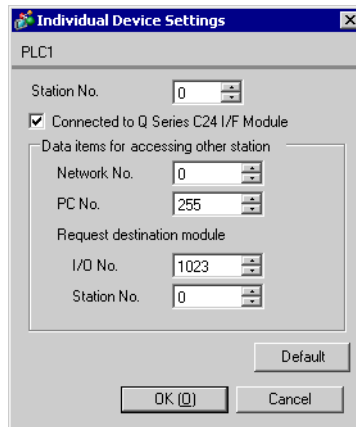 Individual Device Settings
PLC1
Station No. 0
Connected to Q Series C24 I/F Module
Data items for accessing other station
Network No. 0
PC No. 255
Request destination module
I/O No. 1023
Station No. 0
Default
OK (O) Cancel